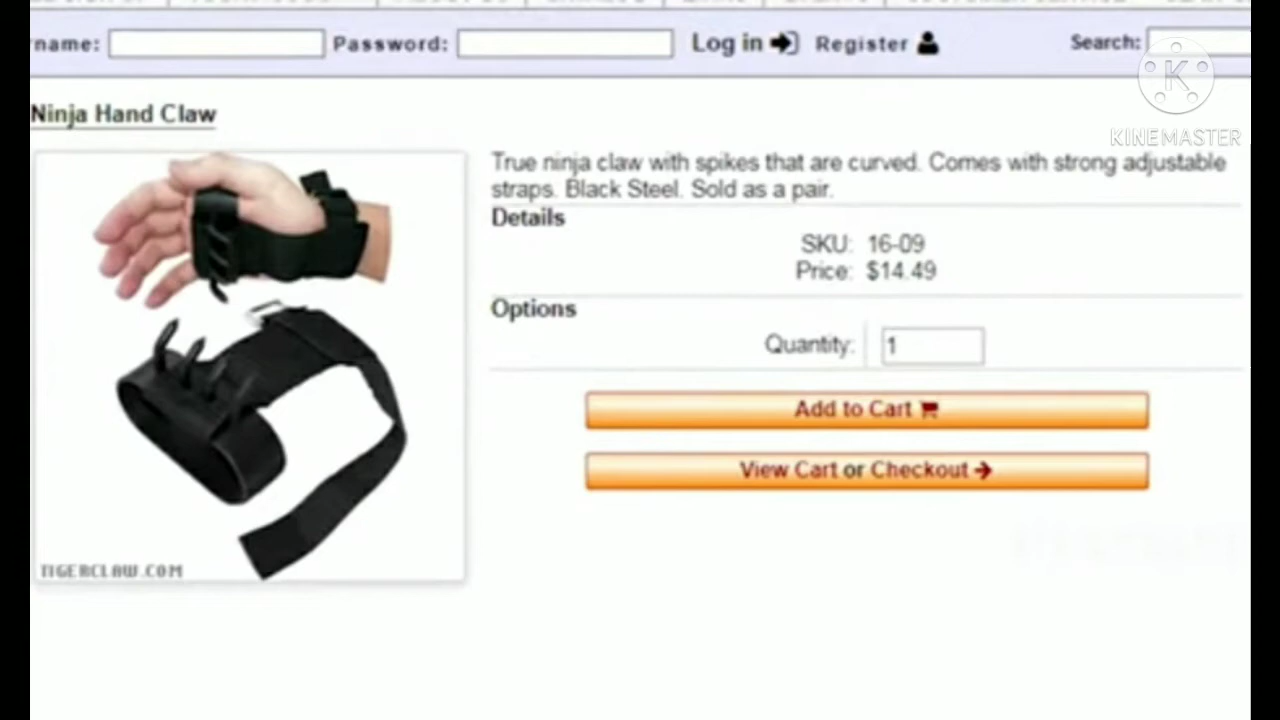 name: Password: Log in Register Search:
KINEMASTER
Ninja Hand Claw
True ninja claw with spikes that are curved. Comes with strong adjustable
straps. Black Steel. Sold as a pair.
Details
SKU: 16-09
Price: $14.49
Options
Quantity: 1
Add to Cart
View Cart or Checkout
TIGERCLAW.COM